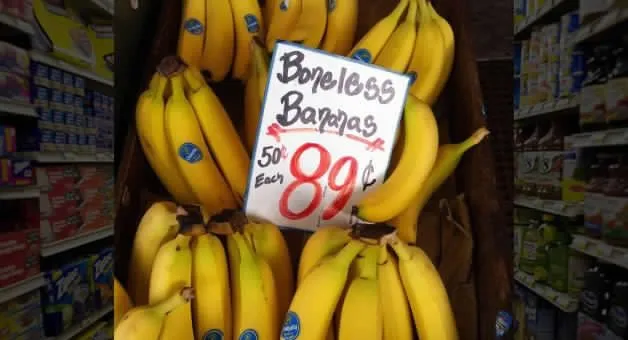 Boneless
Bananas
50¢ 89¢
Each